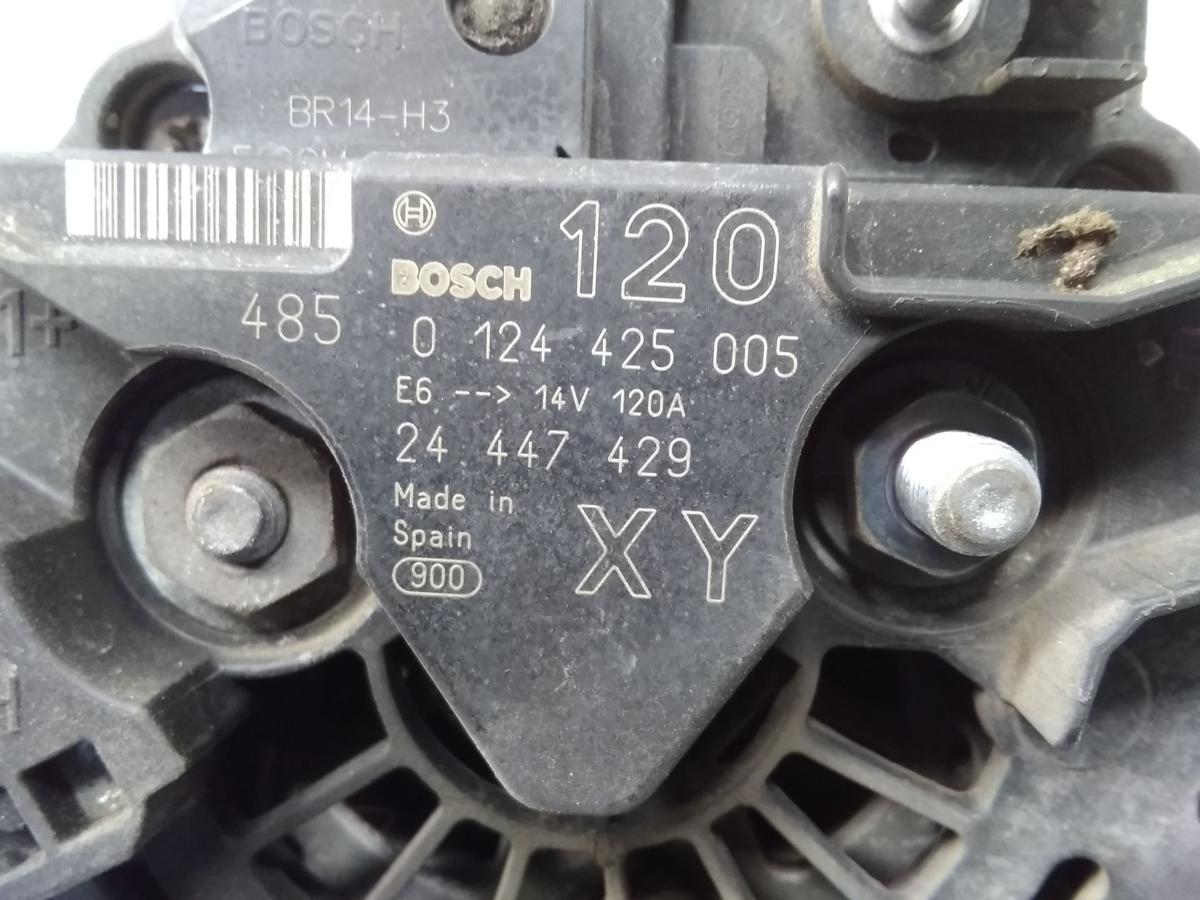 BOSCH
BR14-H3
BOSCH 120
485
0 124 425 005
E6 --> 14V 120A
24 447 429
Made in
Spain
900
XY
1+